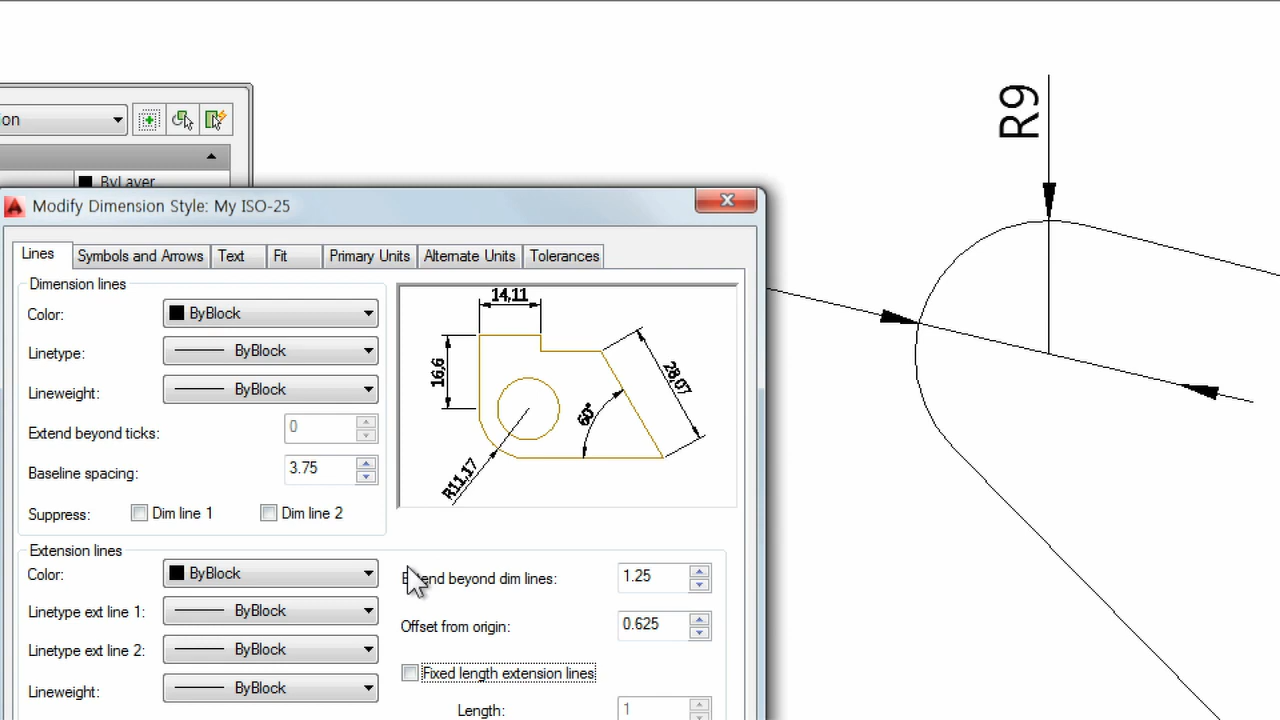 on
ByLayer
R9
Modify Dimension Style: My ISO-25
Lines
Symbols and Arrows
Text
Fit
Primary Units
Alternate Units
Tolerances
Dimension lines
Color:
ByBlock
Linetype:
ByBlock
Lineweight:
ByBlock
Extend beyond ticks:
0
Baseline spacing:
3.75
Suppress:
Dim line 1
Dim line 2
14,11
16,6
28,07
60°
R11,17
Extension lines
Color:
ByBlock
Linetype ext line 1:
ByBlock
Linetype ext line 2:
ByBlock
Lineweight:
ByBlock
beyond dim lines:
1.25
Offset from origin:
0.625
Fixed length extension lines
Length:
1